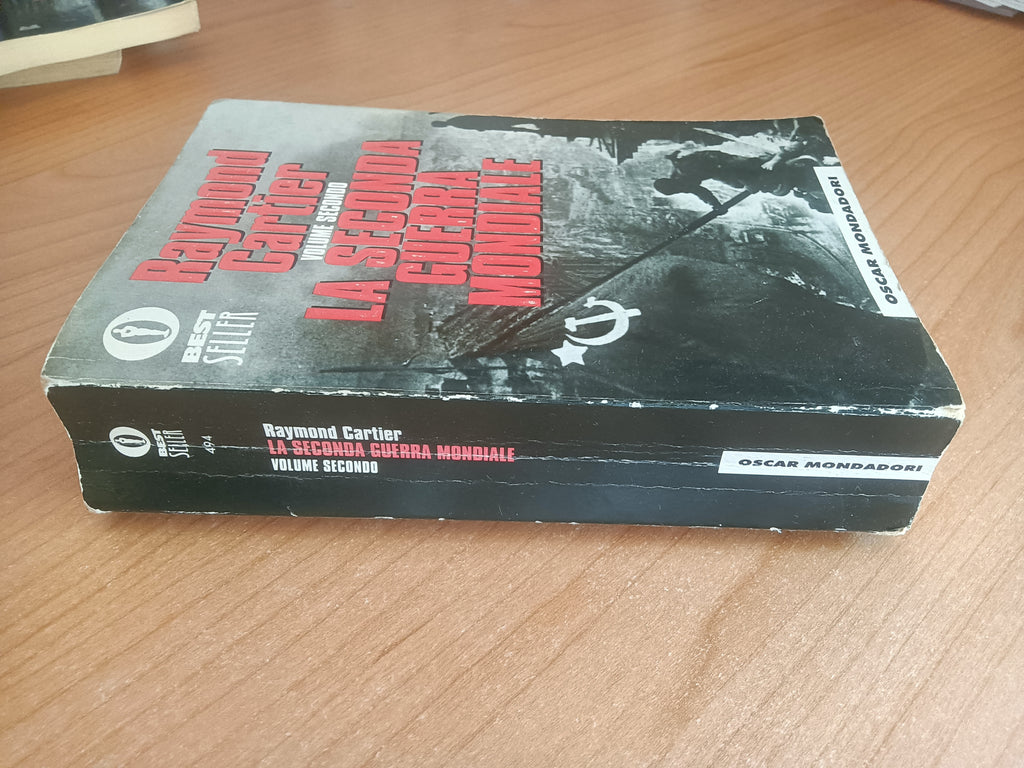 Raymond
Cartier
VOLUME SECONDO
LA SECONDA
GUERRA
MONDIALE
BEST
SELLER
OSCAR MONDADORI
BEST
SELLER
494
Raymond Cartier
LA SECONDA GUERRA MONDIALE
VOLUME SECONDO
OSCAR MONDADORI